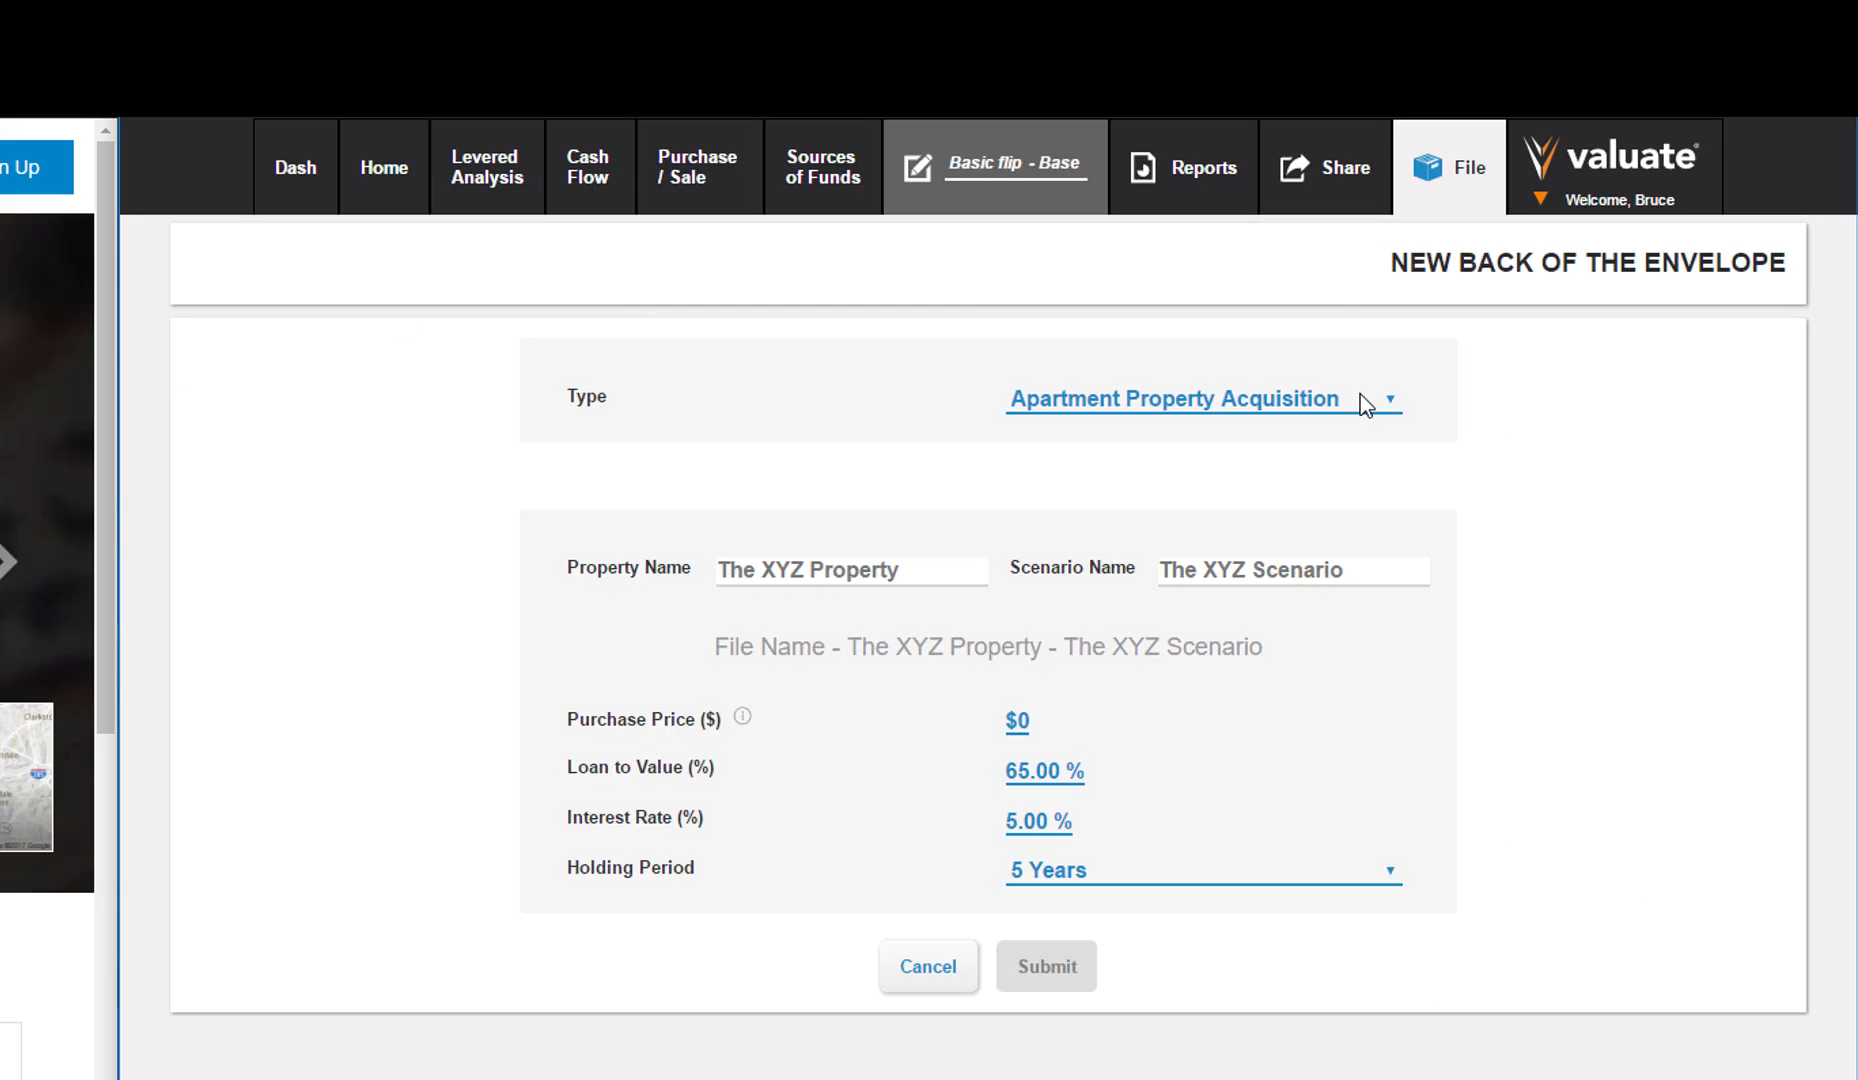 n Up
Dash
Home
Levered
Analysis
Cash
Flow
Purchase
/ Sale
Sources
of Funds
Basic flip - Base
Reports
Share
File
valuate®
Welcome, Bruce
NEW BACK OF THE ENVELOPE
Type
Apartment Property Acquisition
Property Name
The XYZ Property
Scenario Name
The XYZ Scenario
File Name - The XYZ Property - The XYZ Scenario
Purchase Price ($)
$0
Loan to Value (%)
65.00 %
Interest Rate (%)
5.00 %
Holding Period
5 Years
Cancel
Submit